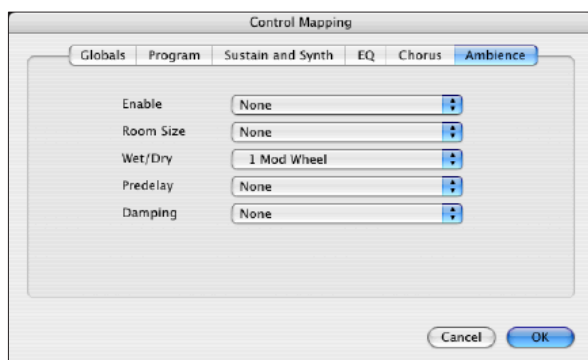 Control Mapping
Globals Program Sustain and Synth EQ Chorus Ambience
Enable None
Room Size None
Wet/Dry 1 Mod Wheel
Predelay None
Damping None
Cancel OK